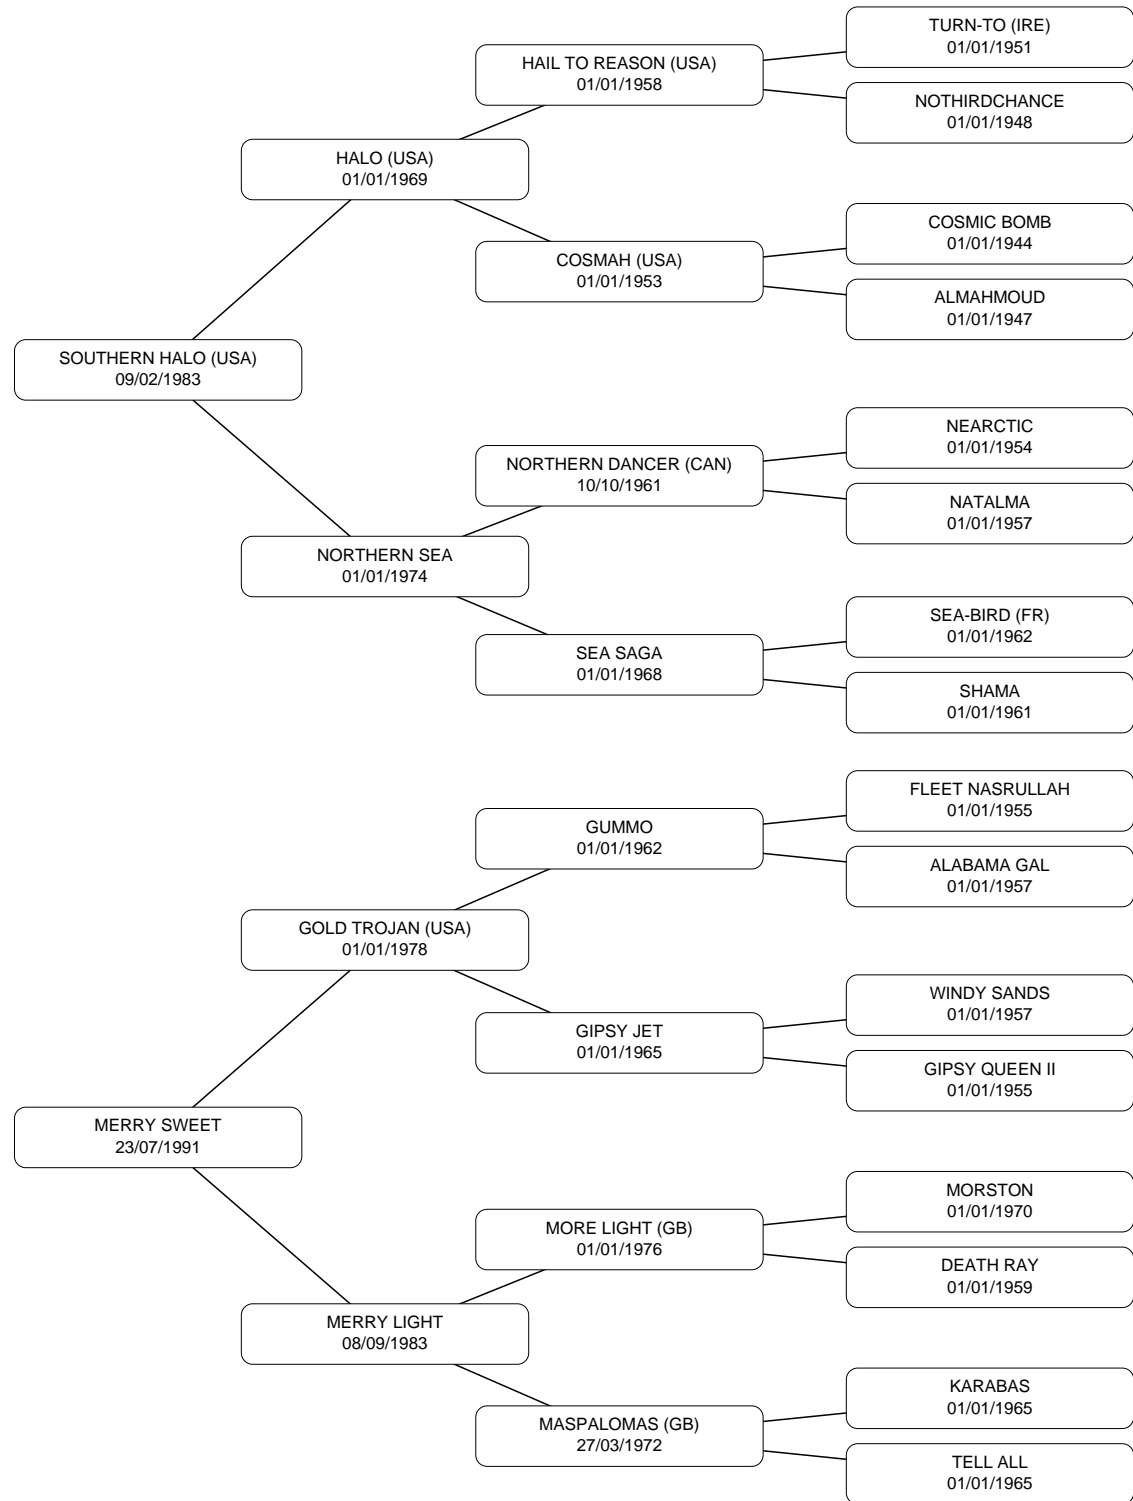 TURN-TO (IRE)
01/01/1951
HAIL TO REASON (USA)
01/01/1958
NOTHIRDCHANCE
01/01/1948
HALO (USA)
01/01/1969
COSMIC BOMB
01/01/1944
COSMAH (USA)
01/01/1953
ALMAHMOUD
01/01/1947
SOUTHERN HALO (USA)
09/02/1983
NEARCTIC
01/01/1954
NORTHERN DANCER (CAN)
10/10/1961
NATALMA
01/01/1957
NORTHERN SEA
01/01/1974
SEA-BIRD (FR)
01/01/1962
SEA SAGA
01/01/1968
SHAMA
01/01/1961
FLEET NASRULLAH
01/01/1955
GUMMO
01/01/1962
ALABAMA GAL
01/01/1957
GOLD TROJAN (USA)
01/01/1978
WINDY SANDS
01/01/1957
GIPSY JET
01/01/1965
GIPSY QUEEN II
01/01/1955
MERRY SWEET
23/07/1991
MORSTON
01/01/1970
MORE LIGHT (GB)
01/01/1976
DEATH RAY
01/01/1959
MERRY LIGHT
08/09/1983
KARABAS
01/01/1965
MASPALOMAS (GB)
27/03/1972
TELL ALL
01/01/1965